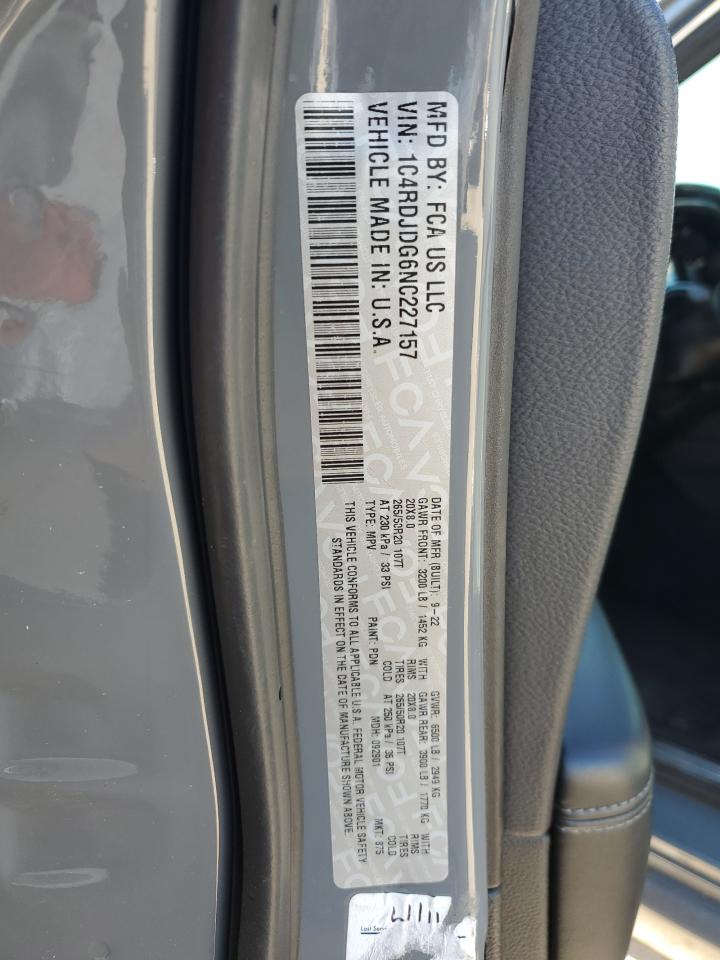 MFD BY: FCA US LLC
VIN: 1C4RDJDG6NC227157
VEHICLE MADE IN: U.S.A.
DATE OF MFR (BUILT): 9-22 GVWR: 6500 LB / 2949 KG
GAWR FRONT: 3200 LB / 1452 KG WITH GAWR REAR: 3900 LB / 1770 KG WITH
20X8.0 RIMS 20X8.0 RIMS
265/50R20 107T TIRES 265/50R20 107T TIRES
AT 230 kPa / 33 PSI COLD AT 250 kPa / 36 PSI COLD
TYPE: MPV PAINT: PDN MDH: 092901 MKT: 875
THIS VEHICLE CONFORMS TO ALL APPLICABLE U.S.A. FEDERAL MOTOR VEHICLE SAFETY
STANDARDS IN EFFECT ON THE DATE OF MANUFACTURE SHOWN ABOVE.
Last